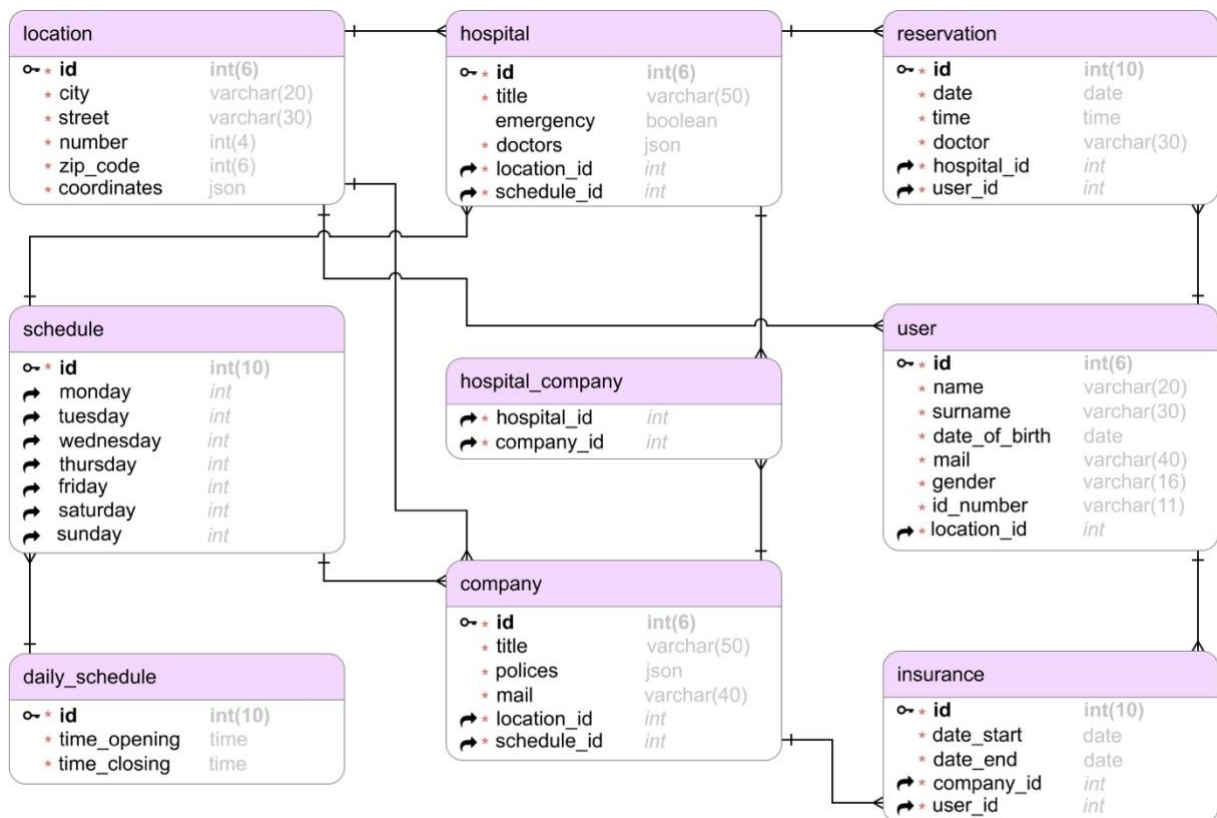 location
id int(6)
city varchar(20)
street varchar(30)
number int(4)
zip_code int(6)
coordinates json
hospital
id int(6)
title varchar(50)
emergency boolean
doctors json
location_id int
schedule_id int
reservation
id int(10)
date date
time time
doctor varchar(30)
hospital_id int
user_id int
schedule
id int(10)
monday int
tuesday int
wednesday int
thursday int
friday int
saturday int
sunday int
hospital_company
hospital_id int
company_id int
user
id int(6)
name varchar(20)
surname varchar(30)
date_of_birth date
mail varchar(40)
gender varchar(16)
id_number varchar(11)
location_id int
daily_schedule
id int(10)
time_opening time
time_closing time
company
id int(6)
title varchar(50)
polices json
mail varchar(40)
location_id int
schedule_id int
insurance
id int(10)
date_start date
date_end date
company_id int
user_id int